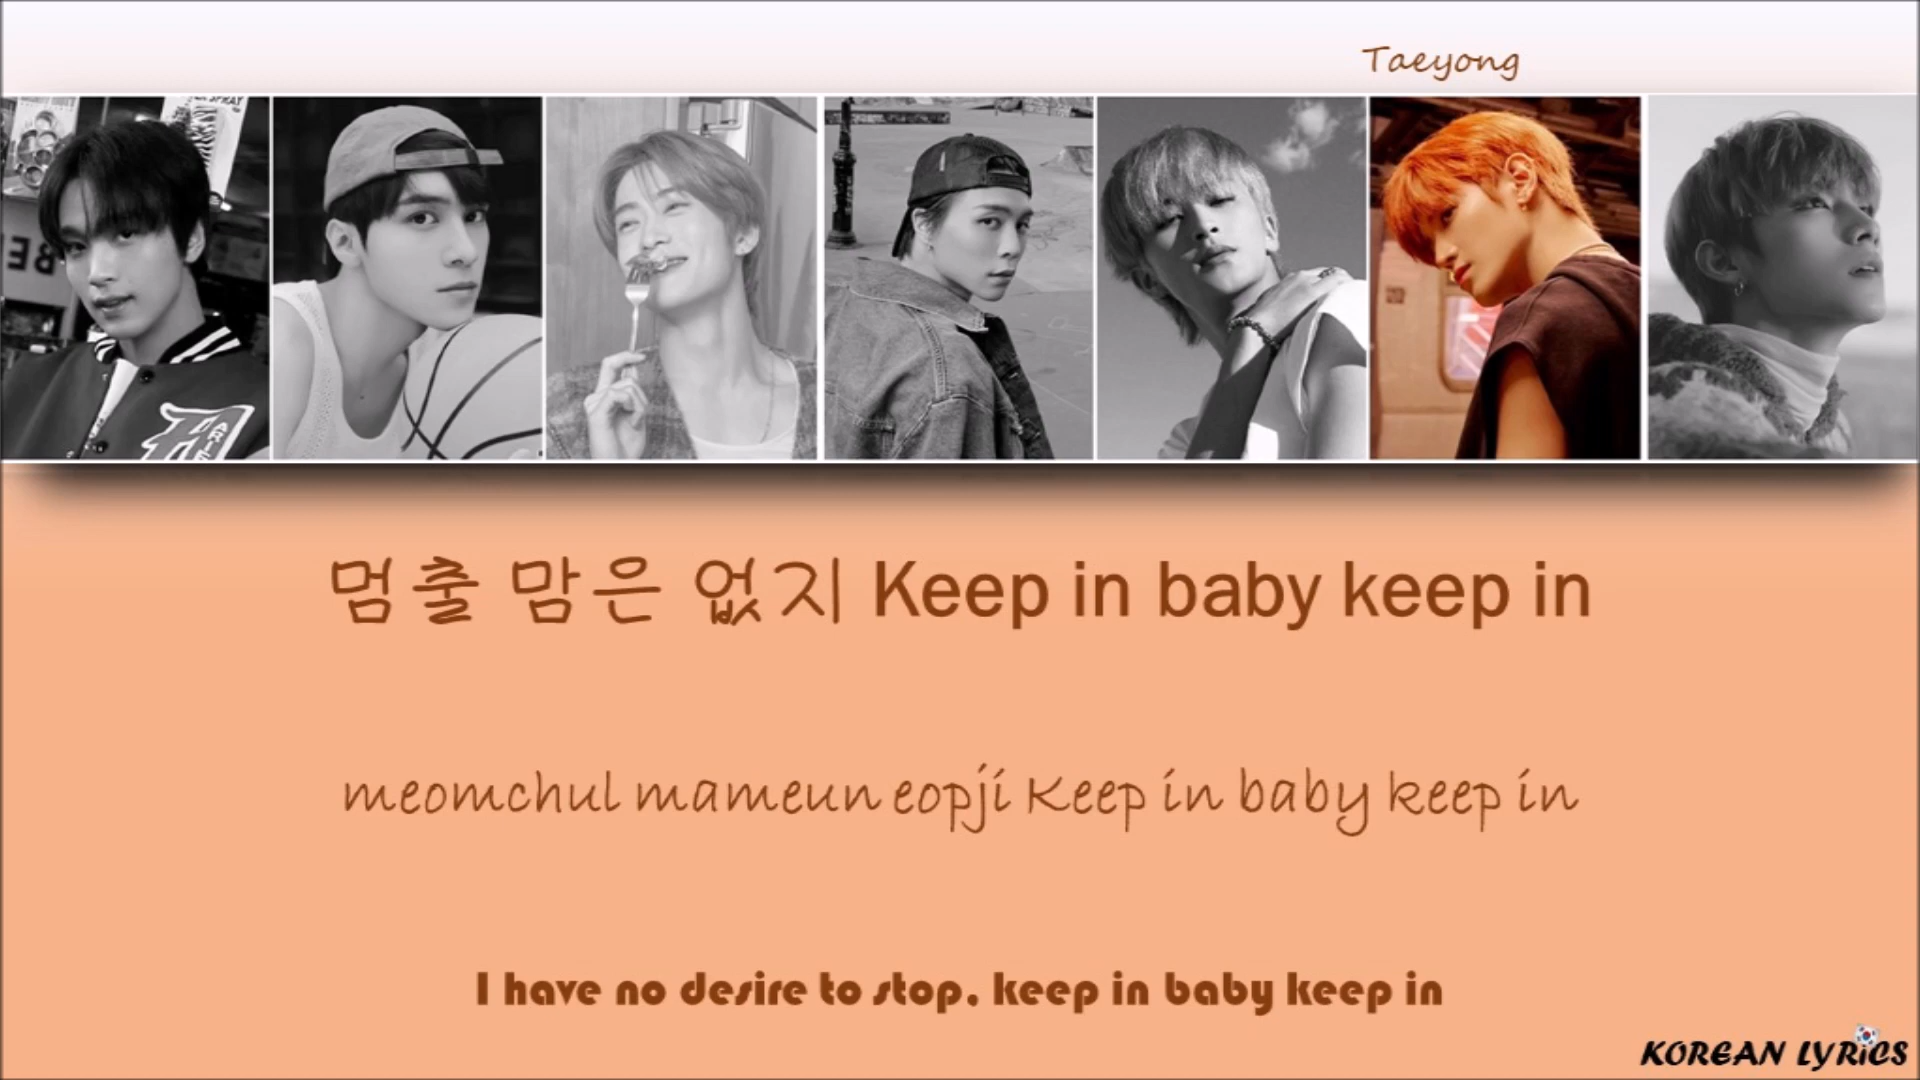 Taeyong
멈출 맘은 없지 Keep in baby keep in
meomchul mameun eopji Keep in baby keep in
I have no desire to stop, keep in baby keep in
KOREAN LYRICS